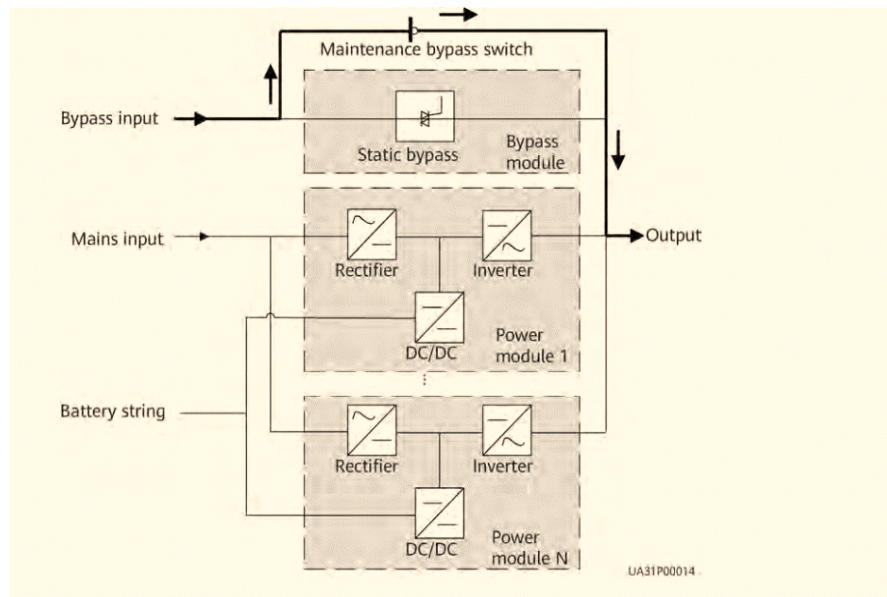 Maintenance bypass switch
Bypass input
Static bypass
Bypass
module
Mains input
Output
Rectifier
Inverter
DC/DC
Power
module 1
Battery string
Rectifier
Inverter
DC/DC
Power
module N
UA31P00014